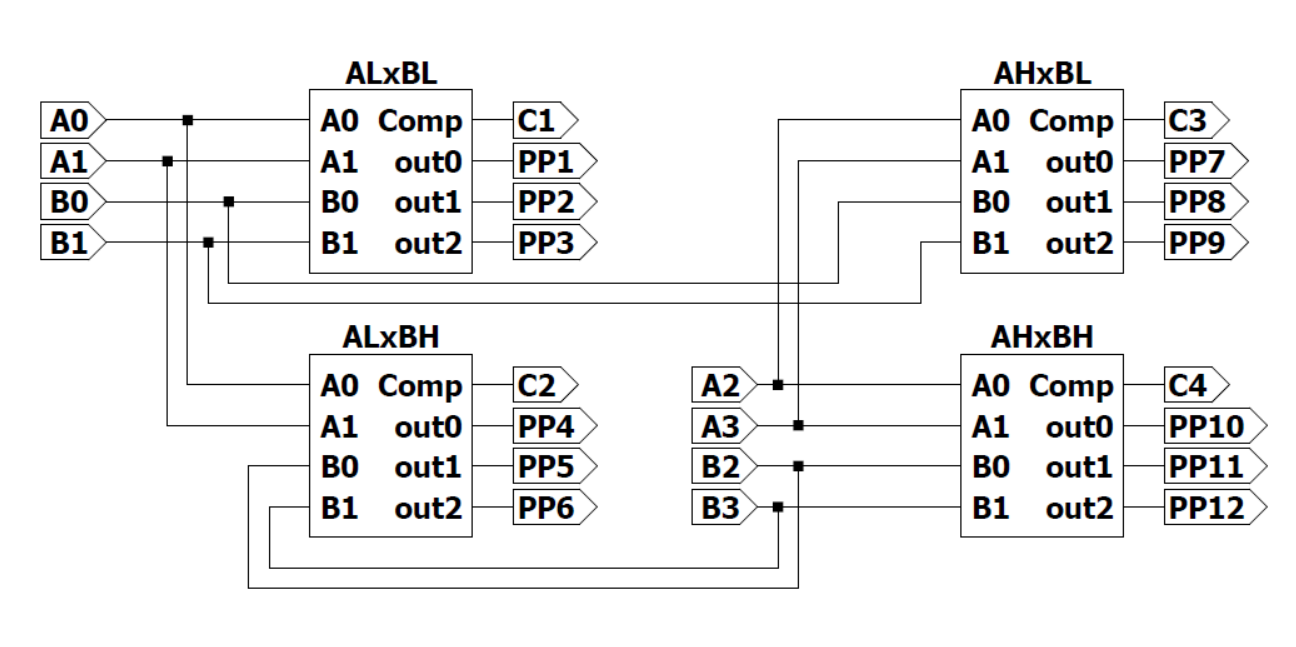 ALxBL
A0 A0 Comp C1
A1 A1 out0 PP1
B0 B0 out1 PP2
B1 B1 out2 PP3
AHxBL
A0 Comp C3
A1 out0 PP7
B0 out1 PP8
B1 out2 PP9
ALxBH
A0 Comp C2
A1 out0 PP4
B0 out1 PP5
B1 out2 PP6
AHxBH
A2 A0 Comp C4
A3 A1 out0 PP10
B2 B0 out1 PP11
B3 B1 out2 PP12